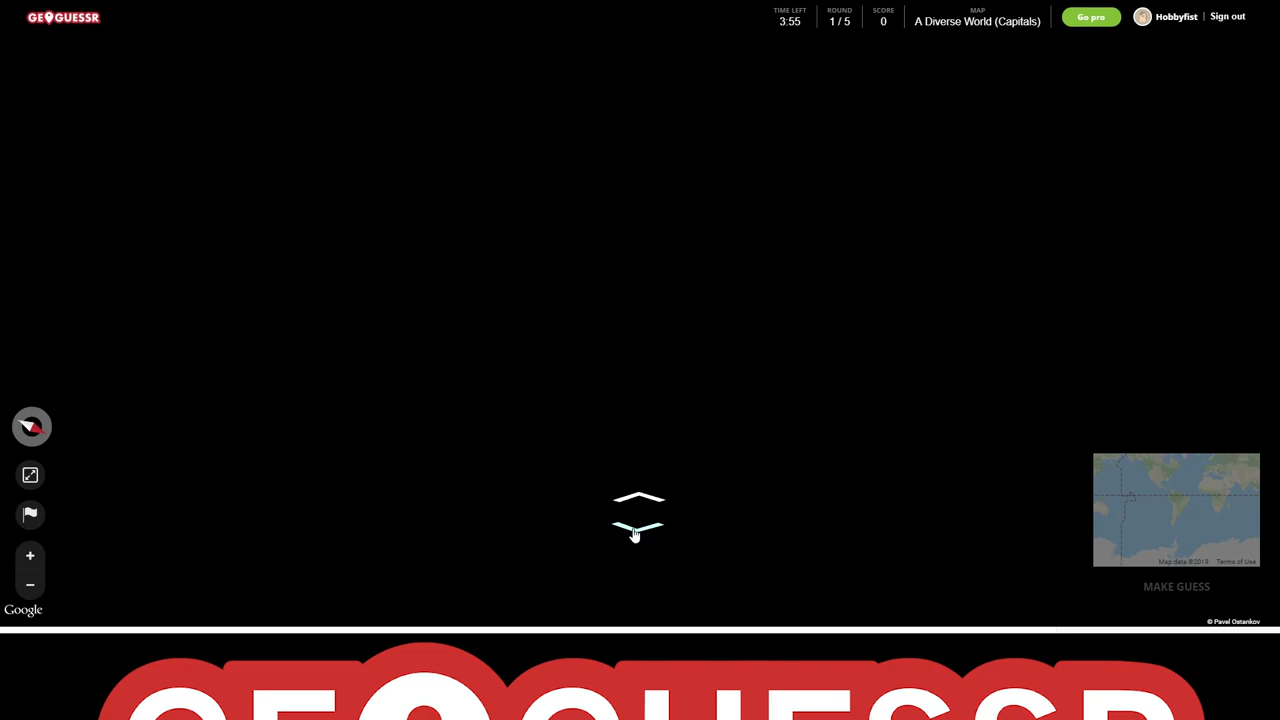 GEOGUESSR
TIME LEFT
3:55
ROUND
1 / 5
SCORE
0
MAP
A Diverse World (Capitals)
Go pro
Hobbyfist | Sign out
+
−
Google
Map data ©2019 Terms of Use
MAKE GUESS
© Pavel Ostankov
GEOGUESSR